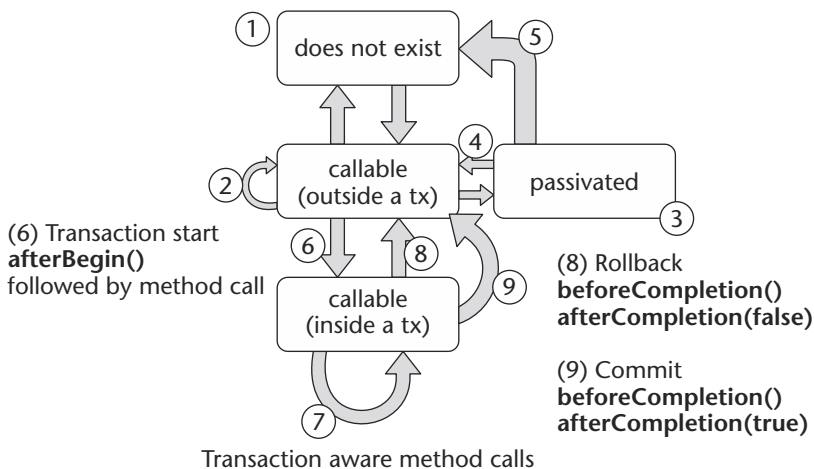 1
does not exist
5
4
callable
(outside a tx)
passivated
2
3
(6) Transaction start
afterBegin()
followed by method call
6
8
9
callable
(inside a tx)
(8) Rollback
beforeCompletion()
afterCompletion(false)
(9) Commit
beforeCompletion()
afterCompletion(true)
7
Transaction aware method calls